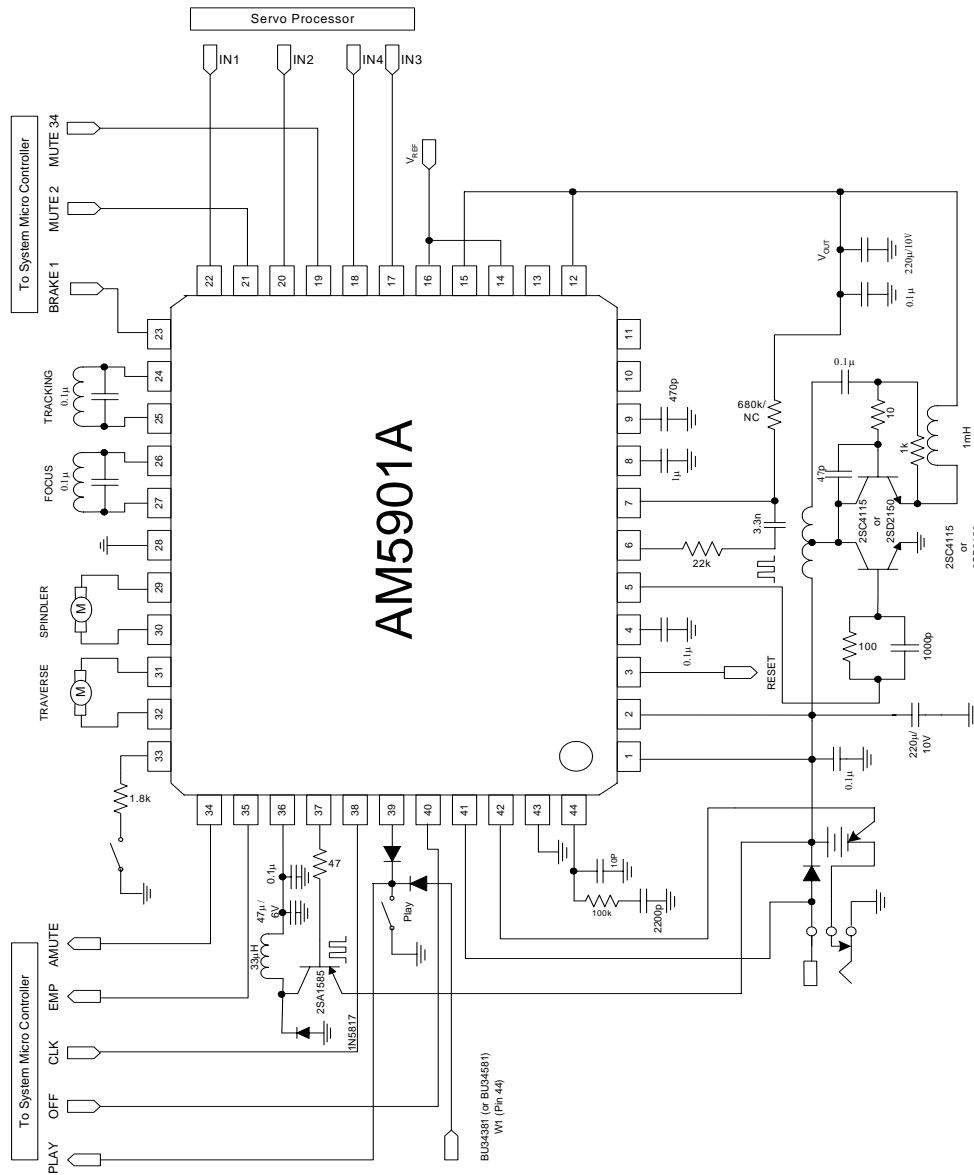 Servo Processor
IN1
IN2
IN4
IN3
To System Micro Controller
MUTE 34
MUTE 2
BRAKE 1
VREF
22
21
20
19
18
17
16
15
14
13
12
23
24
25
26
27
28
29
30
31
32
33
11
10
9
8
7
6
5
4
3
2
1
34
35
36
37
38
39
40
41
42
43
44
AM5901A
TRACKING
0.1µ
FOCUS
0.1µ
SPINDLER
M
TRAVERSE
M
1.8k
VOUT
220µ/10V
0.1µ
470p
1µ
680k/
NC
3.3n
22k
0.1µ
RESET
0.1µ
10
47p
1k
1mH
2SC4115
or
2SD2150
2SC4115
or
100
1000p
220µ/
10V
0.1µ
To System Micro Controller
AMUTE
EMP
CLK
OFF
PLAY
33µH
47µ/
6V
0.1µ
47
2SA1585
1N5817
Play
10P
100k
2200p
BU34381 (or BU34581)
W1 (Pin 44)